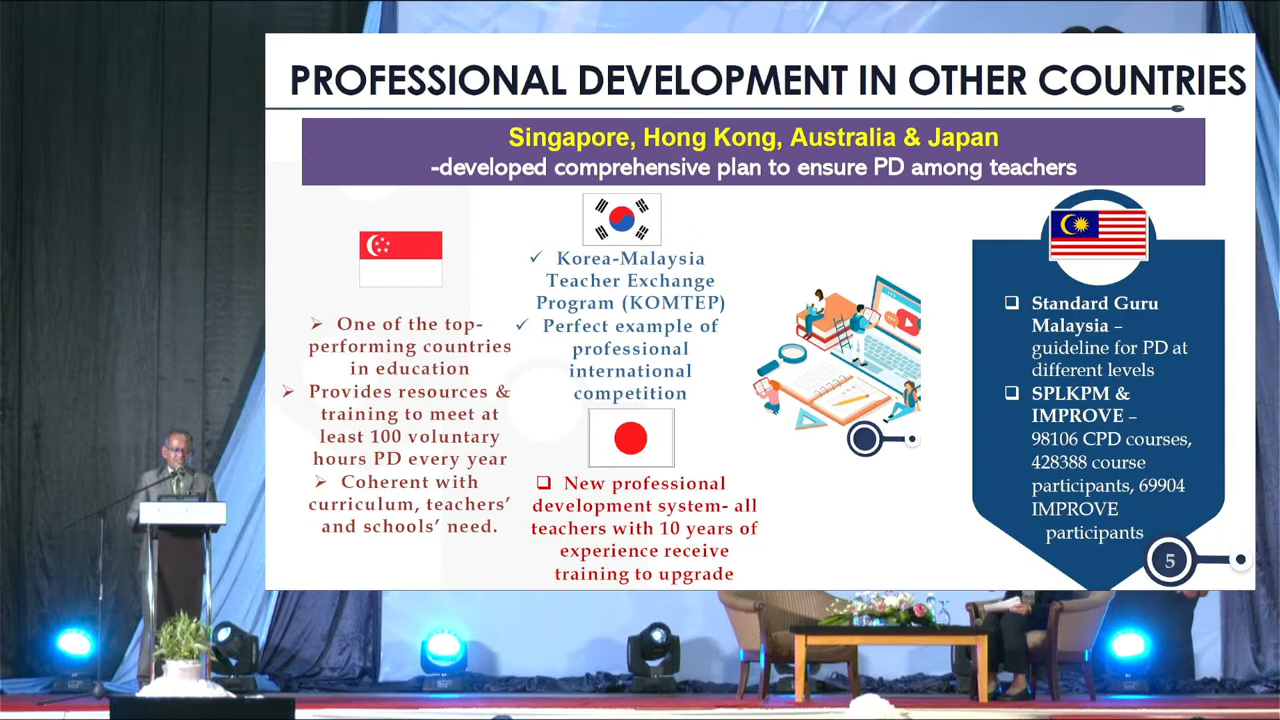 PROFESSIONAL DEVELOPMENT IN OTHER COUNTRIES
Singapore, Hong Kong, Australia & Japan
-developed comprehensive plan to ensure PD among teachers
➢ One of the top-
performing countries
in education
➢ Provides resources &
training to meet at
least 100 voluntary
hours PD every year
➢ Coherent with
curriculum, teachers’
and schools’ need.
✓ Korea-Malaysia
Teacher Exchange
Program (KOMTEP)
✓ Perfect example of
professional
international
competition
❑ New professional
development system- all
teachers with 10 years of
experience receive
training to upgrade
❑ Standard Guru
Malaysia –
guideline for PD at
different levels
❑ SPLKPM &
IMPROVE –
98106 CPD courses,
428388 course
participants, 69904
IMPROVE
participants
5